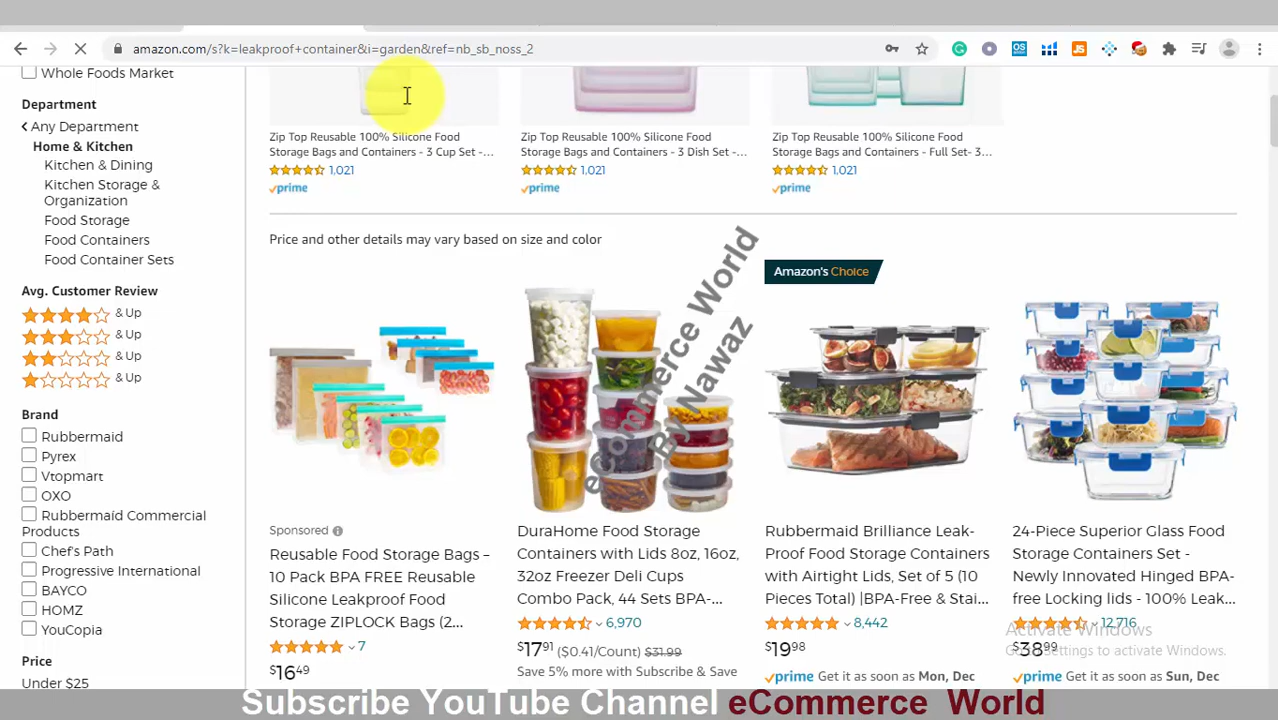 amazon.com/s?k=leakproof+container&i=garden&ref=nb_sb_noss_2
Whole Foods Market
Department
Any Department
Home & Kitchen
Kitchen & Dining
Kitchen Storage &
Organization
Food Storage
Food Containers
Food Container Sets
Avg. Customer Review
& Up
& Up
& Up
& Up
Brand
Rubbermaid
Pyrex
Vtopmart
OXO
Rubbermaid Commercial
Products
Chef's Path
Progressive International
BAYCO
HOMZ
YouCopia
Price
Under $25
Zip Top Reusable 100% Silicone Food
Storage Bags and Containers - 3 Cup Set -...
1,021
prime
Zip Top Reusable 100% Silicone Food
Storage Bags and Containers - 3 Dish Set -...
1,021
prime
Zip Top Reusable 100% Silicone Food
Storage Bags and Containers - Full Set- 3...
1,021
prime
Price and other details may vary based on size and color
Amazon's Choice
eCommerce World
By Nawaz
Sponsored
Reusable Food Storage Bags –
10 Pack BPA FREE Reusable
Silicone Leakproof Food
Storage ZIPLOCK Bags (2...
7
$16.49
DuraHome Food Storage
Containers with Lids 8oz, 16oz,
32oz Freezer Deli Cups
Combo Pack, 44 Sets BPA-...
6,970
$17.91 ($0.41/Count) $31.99
Save 5% more with Subscribe & Save
Rubbermaid Brilliance Leak-
Proof Food Storage Containers
with Airtight Lids, Set of 5 (10
Pieces Total) |BPA-Free & Stai...
8,442
$19.98
prime Get it as soon as Mon, Dec
24-Piece Superior Glass Food
Storage Containers Set -
Newly Innovated Hinged BPA-
free Locking lids - 100% Leak...
12,716
$38.99
prime Get it as soon as Sun, Dec
Activate Windows
Go to Settings to activate Windows.
Subscribe YouTube Channel eCommerce World